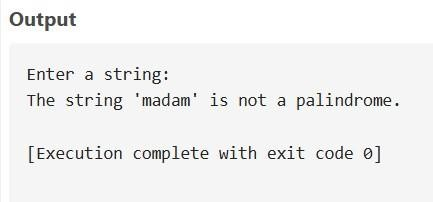 Output
Enter a string:
The string 'madam' is not a palindrome.
[Execution complete with exit code 0]